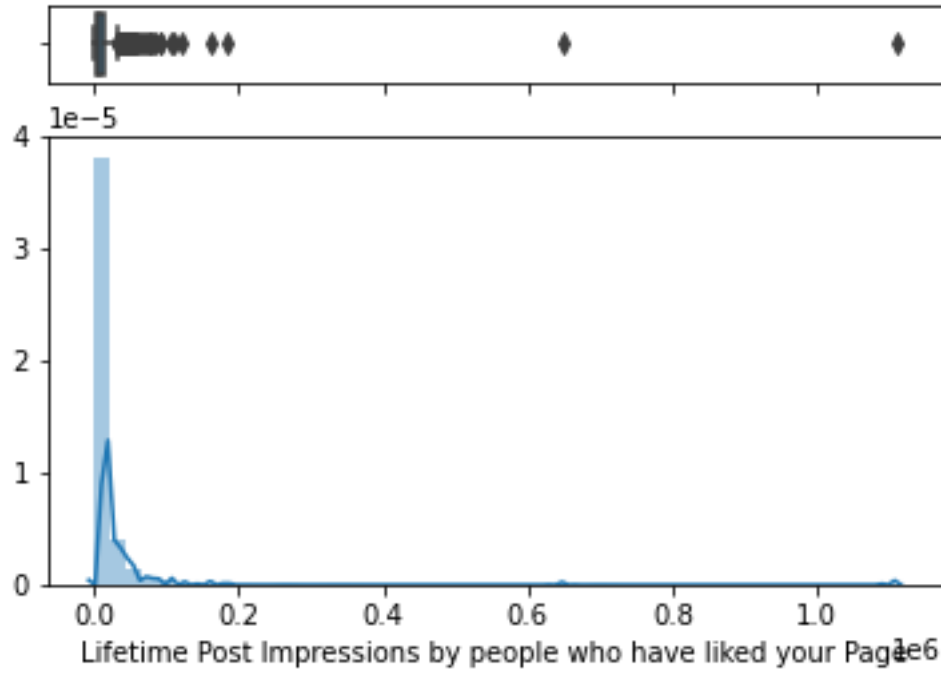 1e−5
4
3
2
1
0
0.0 0.2 0.4 0.6 0.8 1.0
Lifetime Post Impressions by people who have liked your Page
1e6